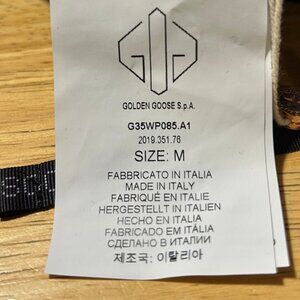 GOLDEN GOOSE S.p.A.
G35WP085.A1
2019.351.76
SIZE: M
FABBRICATO IN ITALIA
MADE IN ITALY
FABRIQUÉ EN ITALIE
HERGESTELLT IN ITALIEN
HECHO EN ITALIA
FABRICADO EM ITÁLIA
СДЕЛАНО В ИТАЛИИ
제조국: 이탈리아